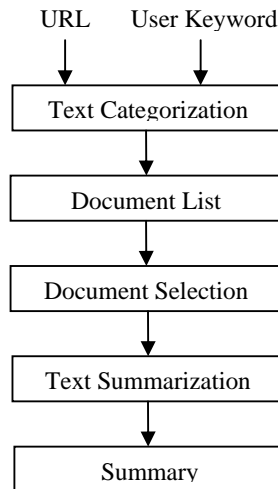 URL User Keyword
Text Categorization
Document List
Document Selection
Text Summarization
Summary